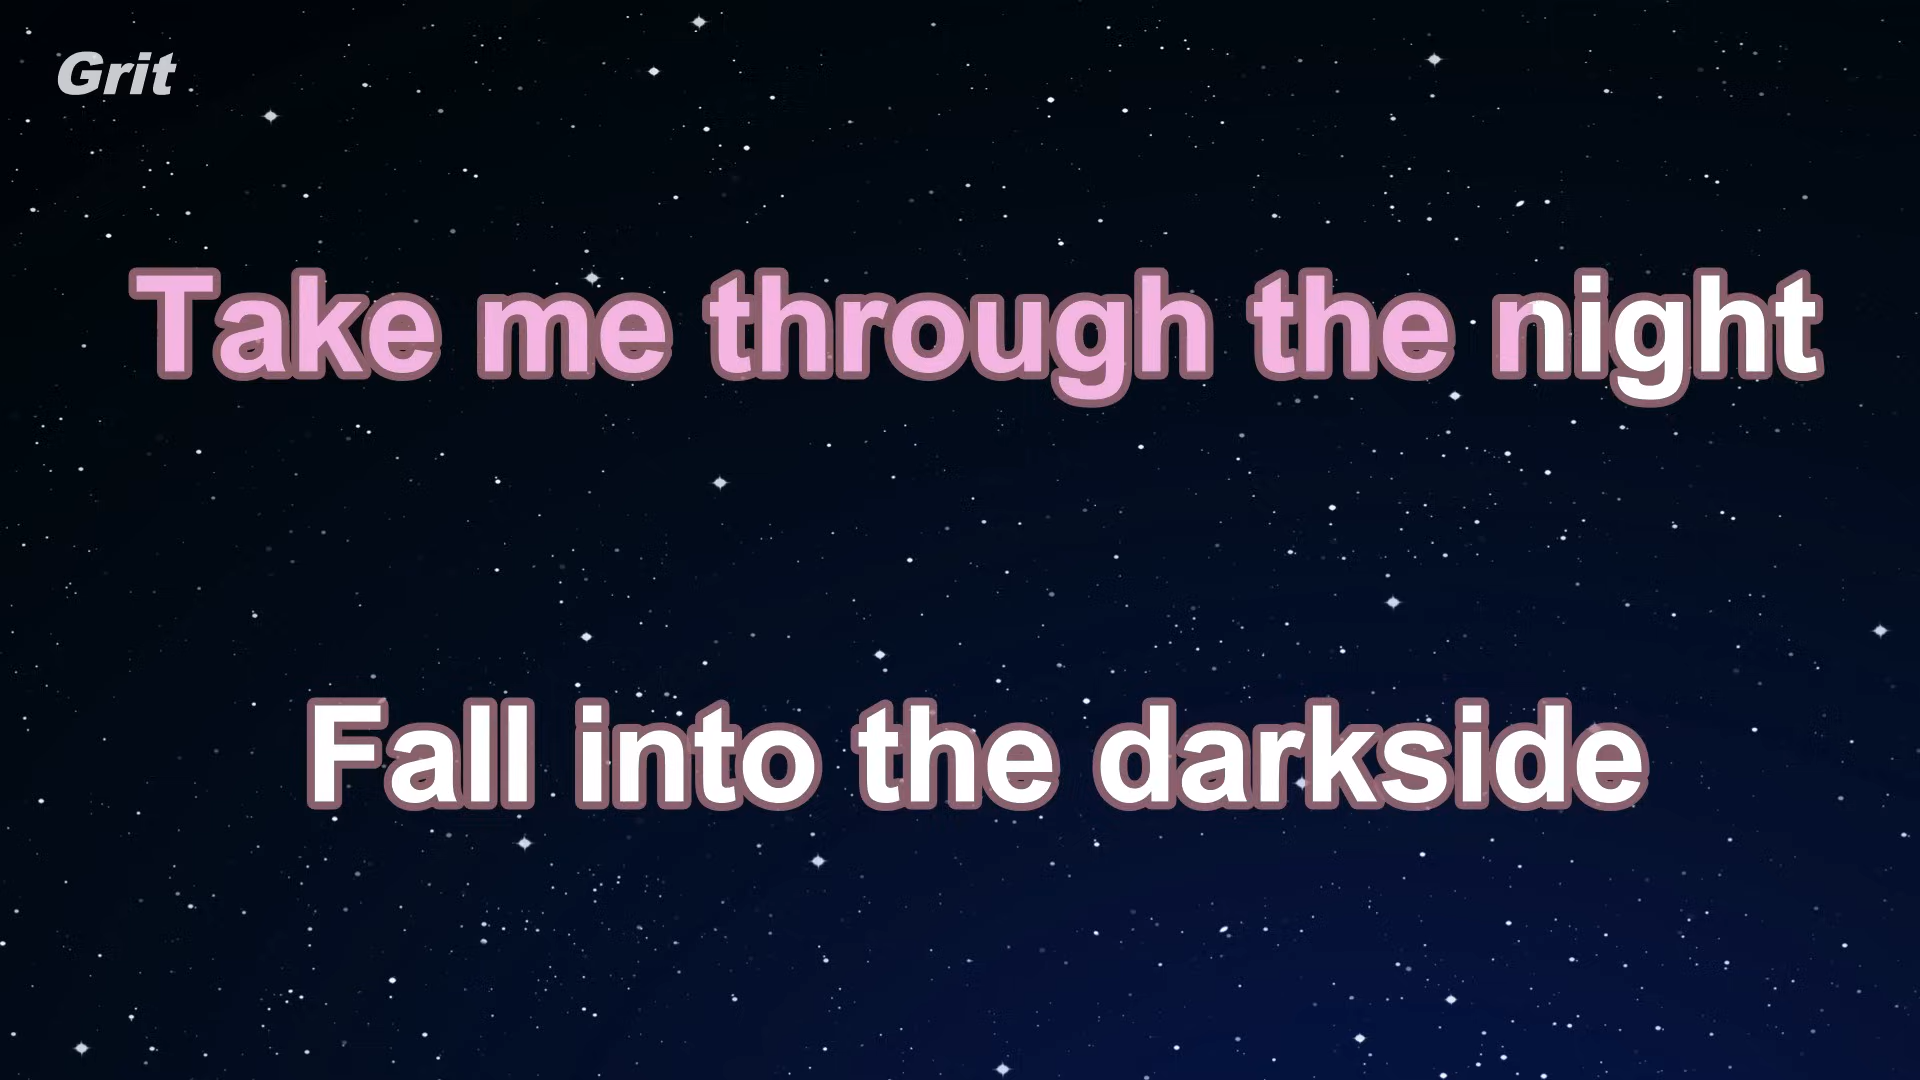 Grit
Take me through the night
Fall into the darkside